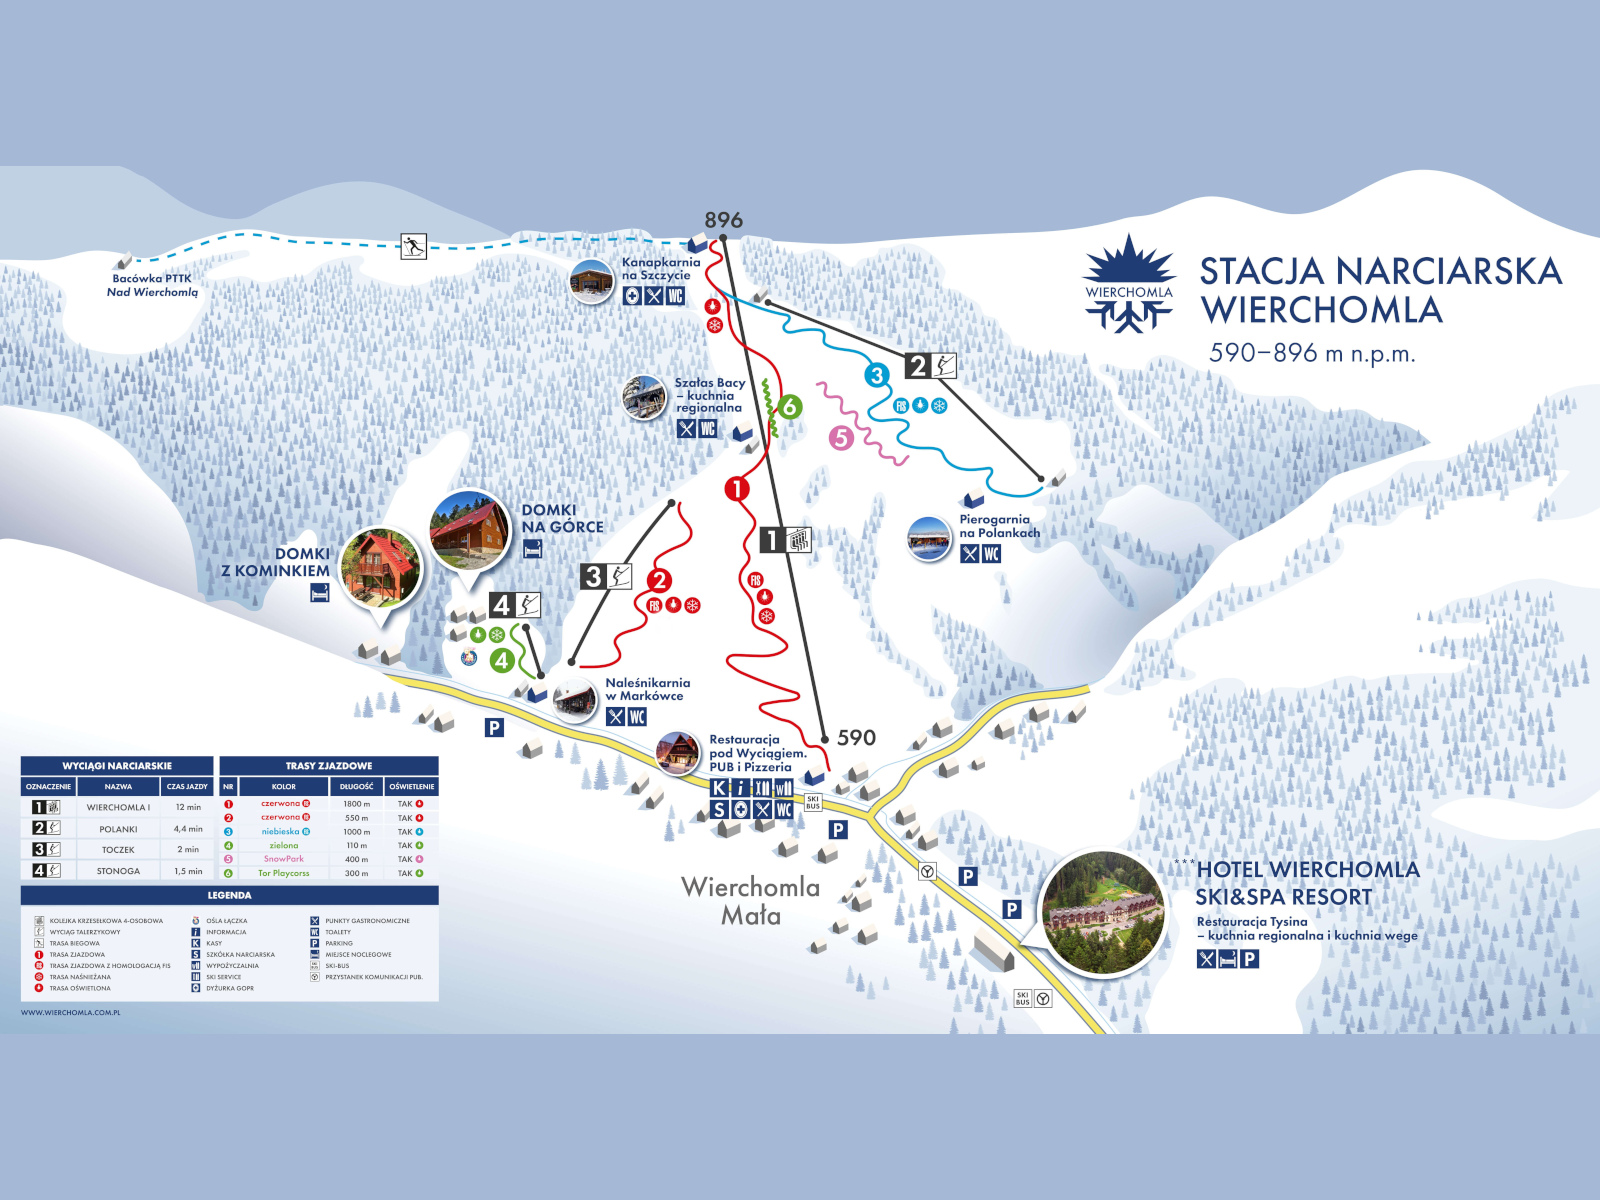 896
Kanapkarnia
na Szczycie
WC
Bacówka PTTK
Nad Wierchomlą
WIERCHOMLA
STACJA NARCIARSKA
WIERCHOMLA
590–896 m n.p.m.
2
3
FIS
Szałas Bacy
– kuchnia
regionalna
WC
6
5
1
Pierogarnia
na Polankach
WC
1
DOMKI
NA GÓRCE
DOMKI
Z KOMINKIEM
3
2
FIS
FIS
4
4
Naleśnikarnia
w Markówce
WC
P
Restauracja
pod Wyciągiem.
PUB i Pizzeria
K i
S WC
590
SKI
BUS
P
P
P
Wierchomla
Mała
***HOTEL WIERCHOMLA
SKI&SPA RESORT
Restauracja Tysina
– kuchnia regionalna i kuchnia wege
P
SKI
BUS
WYCIĄGI NARCIARSKIE
OZNACZENIE NAZWA CZAS JAZDY
1 WIERCHOMLA I 12 min
2 POLANKI 4,4 min
3 TOCZEK 2 min
4 STONOGA 1,5 min
TRASY ZJAZDOWE
NR KOLOR DŁUGOŚĆ OŚWIETLENIE
1 czerwona 1800 m TAK
2 czerwona 550 m TAK
3 niebieska 1000 m TAK
4 zielona 110 m TAK
5 SnowPark 400 m TAK
6 Tor Playcorss 300 m TAK
LEGENDA
KOLEJKA KRZESEŁKOWA 4-OSOBOWA
WYCIĄG TALERZYKOWY
TRASA BIEGOWA
TRASA ZJAZDOWA
TRASA ZJAZDOWA Z HOMOLOGACJĄ FIS
TRASA NAŚNIEŻANA
TRASA OŚWIETLONA
OŚLA ŁĄCZKA
i INFORMACJA
K KASY
S SZKÓŁKA NARCIARSKA
WYPOŻYCZALNIA
SKI SERVICE
DYŻURKA GOPR
PUNKTY GASTRONOMICZNE
WC TOALETY
P PARKING
MIEJSCE NOCLEGOWE
SKI BUS SKI-BUS
PRZYSTANEK KOMUNIKACJI PUB.
WWW.WIERCHOMLA.COM.PL